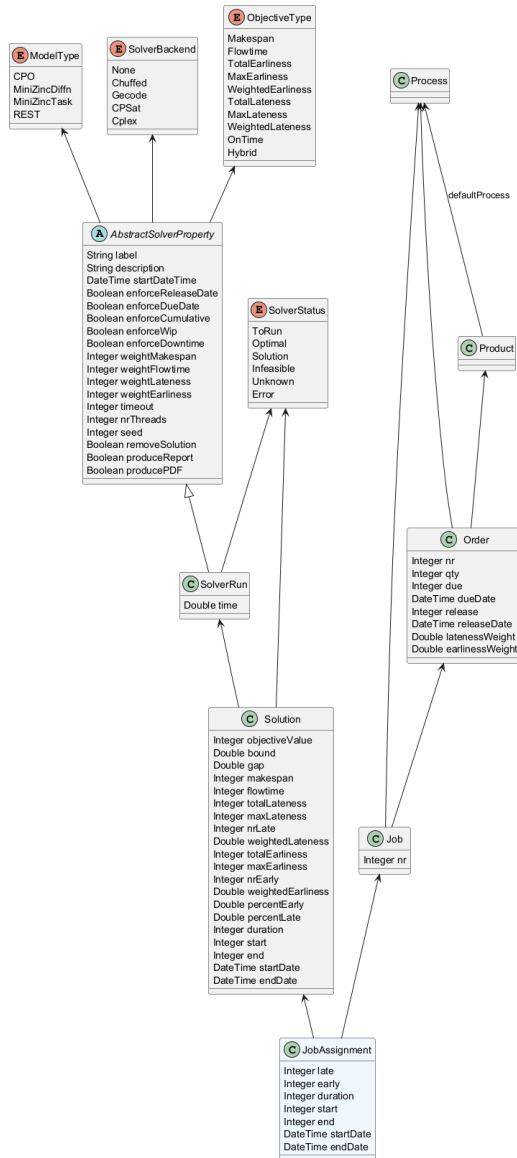 E ObjectiveType
Makespan
Flowtime
TotalEarliness
MaxEarliness
WeightedEarliness
TotalLateness
MaxLateness
WeightedLateness
OnTime
Hybrid
E ModelType
CPO
MiniZincDiffn
MiniZincTask
REST
E SolverBackend
None
Chuffed
Gecode
CPSat
Cplex
C Process
defaultProcess
A AbstractSolverProperty
String label
String description
DateTime startDateTime
Boolean enforceReleaseDate
Boolean enforceDueDate
Boolean enforceCumulative
Boolean enforceWip
Boolean enforceDowntime
Integer weightMakespan
Integer weightFlowtime
Integer weightLateness
Integer weightEarliness
Integer timeout
Integer nrThreads
Integer seed
Boolean removeSolution
Boolean produceReport
Boolean producePDF
E SolverStatus
ToRun
Optimal
Solution
Infeasible
Unknown
Error
C Product
C Order
Integer nr
Integer qty
Integer due
DateTime dueDate
Integer release
DateTime releaseDate
Double latenessWeight
Double earlinessWeight
C SolverRun
Double time
C Solution
Integer objectiveValue
Double bound
Double gap
Integer makespan
Integer flowtime
Integer totalLateness
Integer maxLateness
Integer nrLate
Double weightedLateness
Integer totalEarliness
Integer maxEarliness
Integer nrEarly
Double weightedEarliness
Double percentEarly
Double percentLate
Integer duration
Integer start
Integer end
DateTime startDate
DateTime endDate
C Job
Integer nr
C JobAssignment
Integer late
Integer early
Integer duration
Integer start
Integer end
DateTime startDate
DateTime endDate